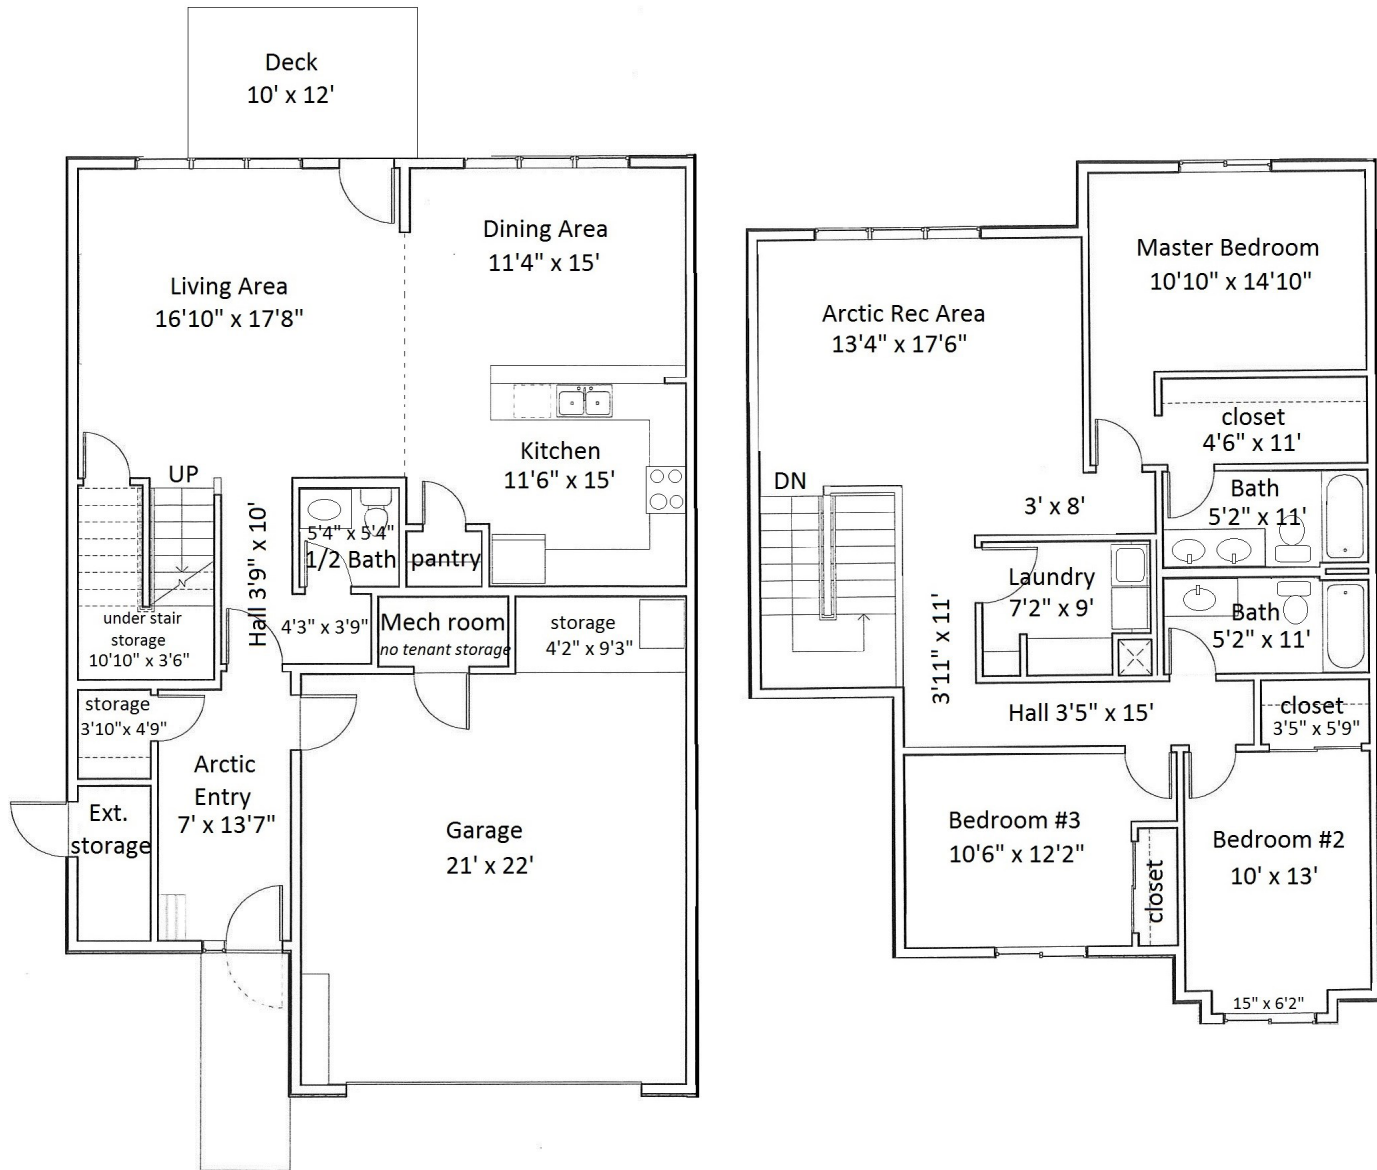 Deck
10' x 12'
Dining Area
11'4" x 15'
Living Area
16'10" x 17'8"
Kitchen
11'6" x 15'
UP
Hall 3'9" x 10'
5'4" x 5'4"
1/2 Bath
pantry
under stair
storage
10'10" x 3'6"
4'3" x 3'9"
Mech room
no tenant storage
storage
4'2" x 9'3"
storage
3'10"x 4'9"
Arctic
Entry
7' x 13'7"
Ext.
storage
Garage
21' x 22'
Master Bedroom
10'10" x 14'10"
Arctic Rec Area
13'4" x 17'6"
closet
4'6" x 11'
DN
3' x 8'
Bath
5'2" x 11'
Laundry
7'2" x 9'
Bath
5'2" x 11'
3'11" x 11'
Hall 3'5" x 15'
closet
3'5" x 5'9"
Bedroom #3
10'6" x 12'2"
closet
Bedroom #2
10' x 13'
15" x 6'2"